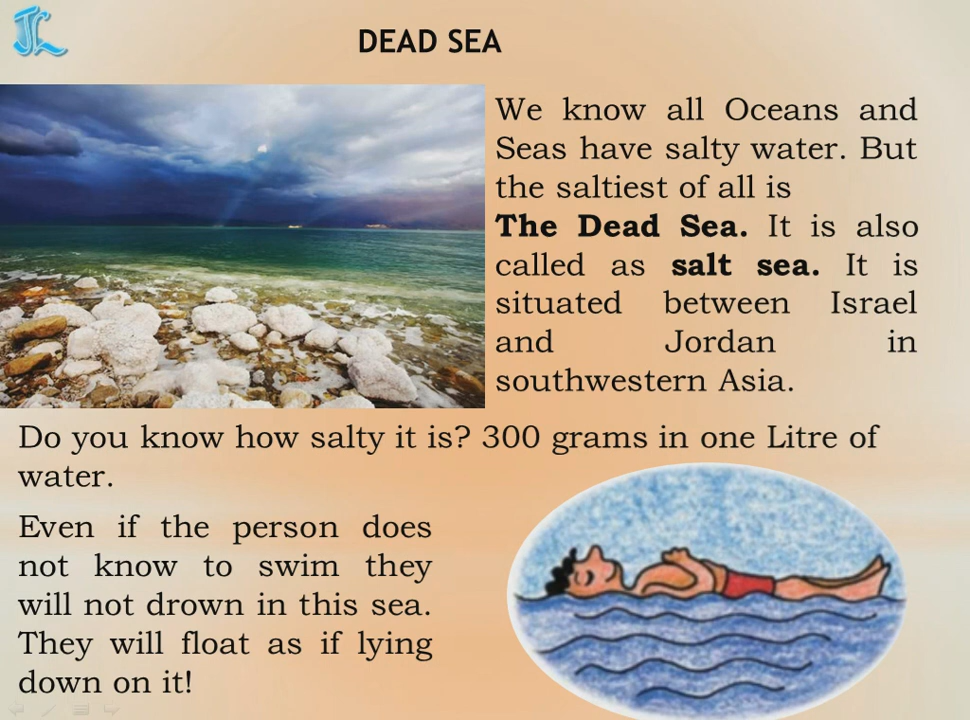 JL
DEAD SEA
We know all Oceans and
Seas have salty water. But
the saltiest of all is
The Dead Sea. It is also
called as salt sea. It is
situated between Israel
and Jordan in
southwestern Asia.
Do you know how salty it is? 300 grams in one Litre of
water.
Even if the person does
not know to swim they
will not drown in this sea.
They will float as if lying
down on it!